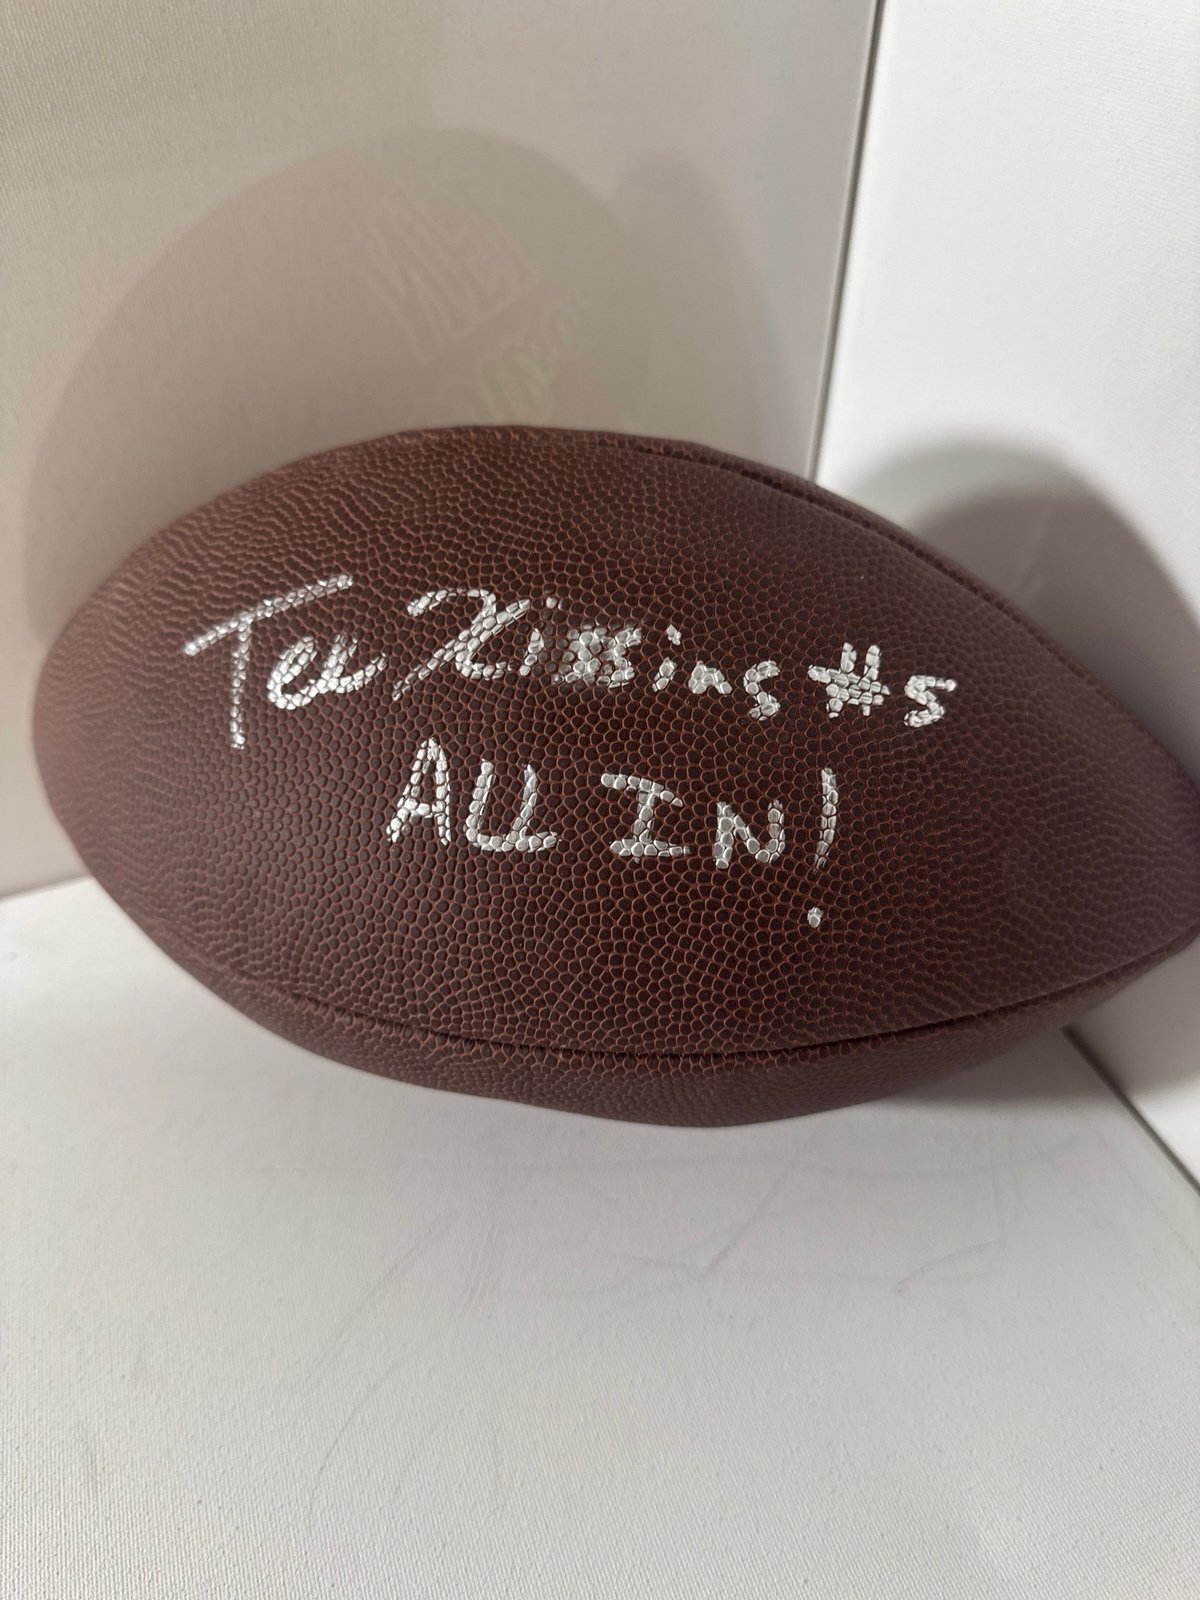 Tee Higgins #5
ALL IN!